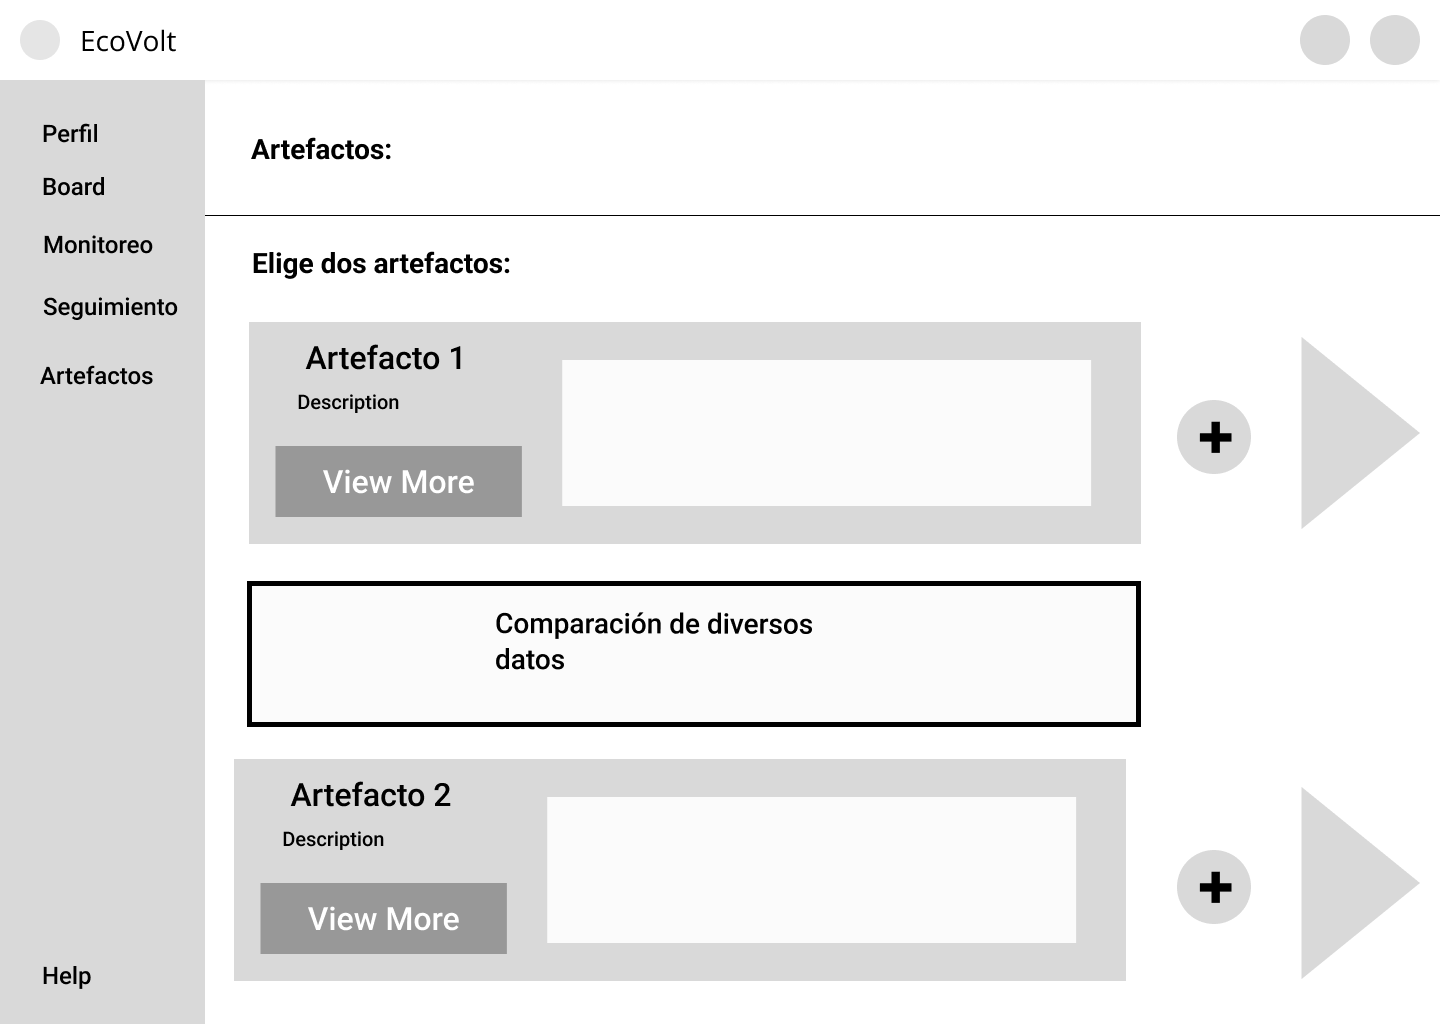 EcoVolt
Perfil
Board
Monitoreo
Seguimiento
Artefactos
Help
Artefactos:
Elige dos artefactos:
Artefacto 1
Description
View More
+
Comparación de diversos
datos
Artefacto 2
Description
View More
+